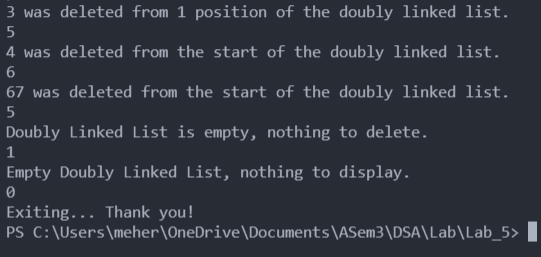 3 was deleted from 1 position of the doubly linked list.
5
4 was deleted from the start of the doubly linked list.
6
67 was deleted from the start of the doubly linked list.
5
Doubly Linked List is empty, nothing to delete.
1
Empty Doubly Linked List, nothing to display.
0
Exiting... Thank you!
PS C:\Users\meher\OneDrive\Documents\ASem3\DSA\Lab\Lab_5>